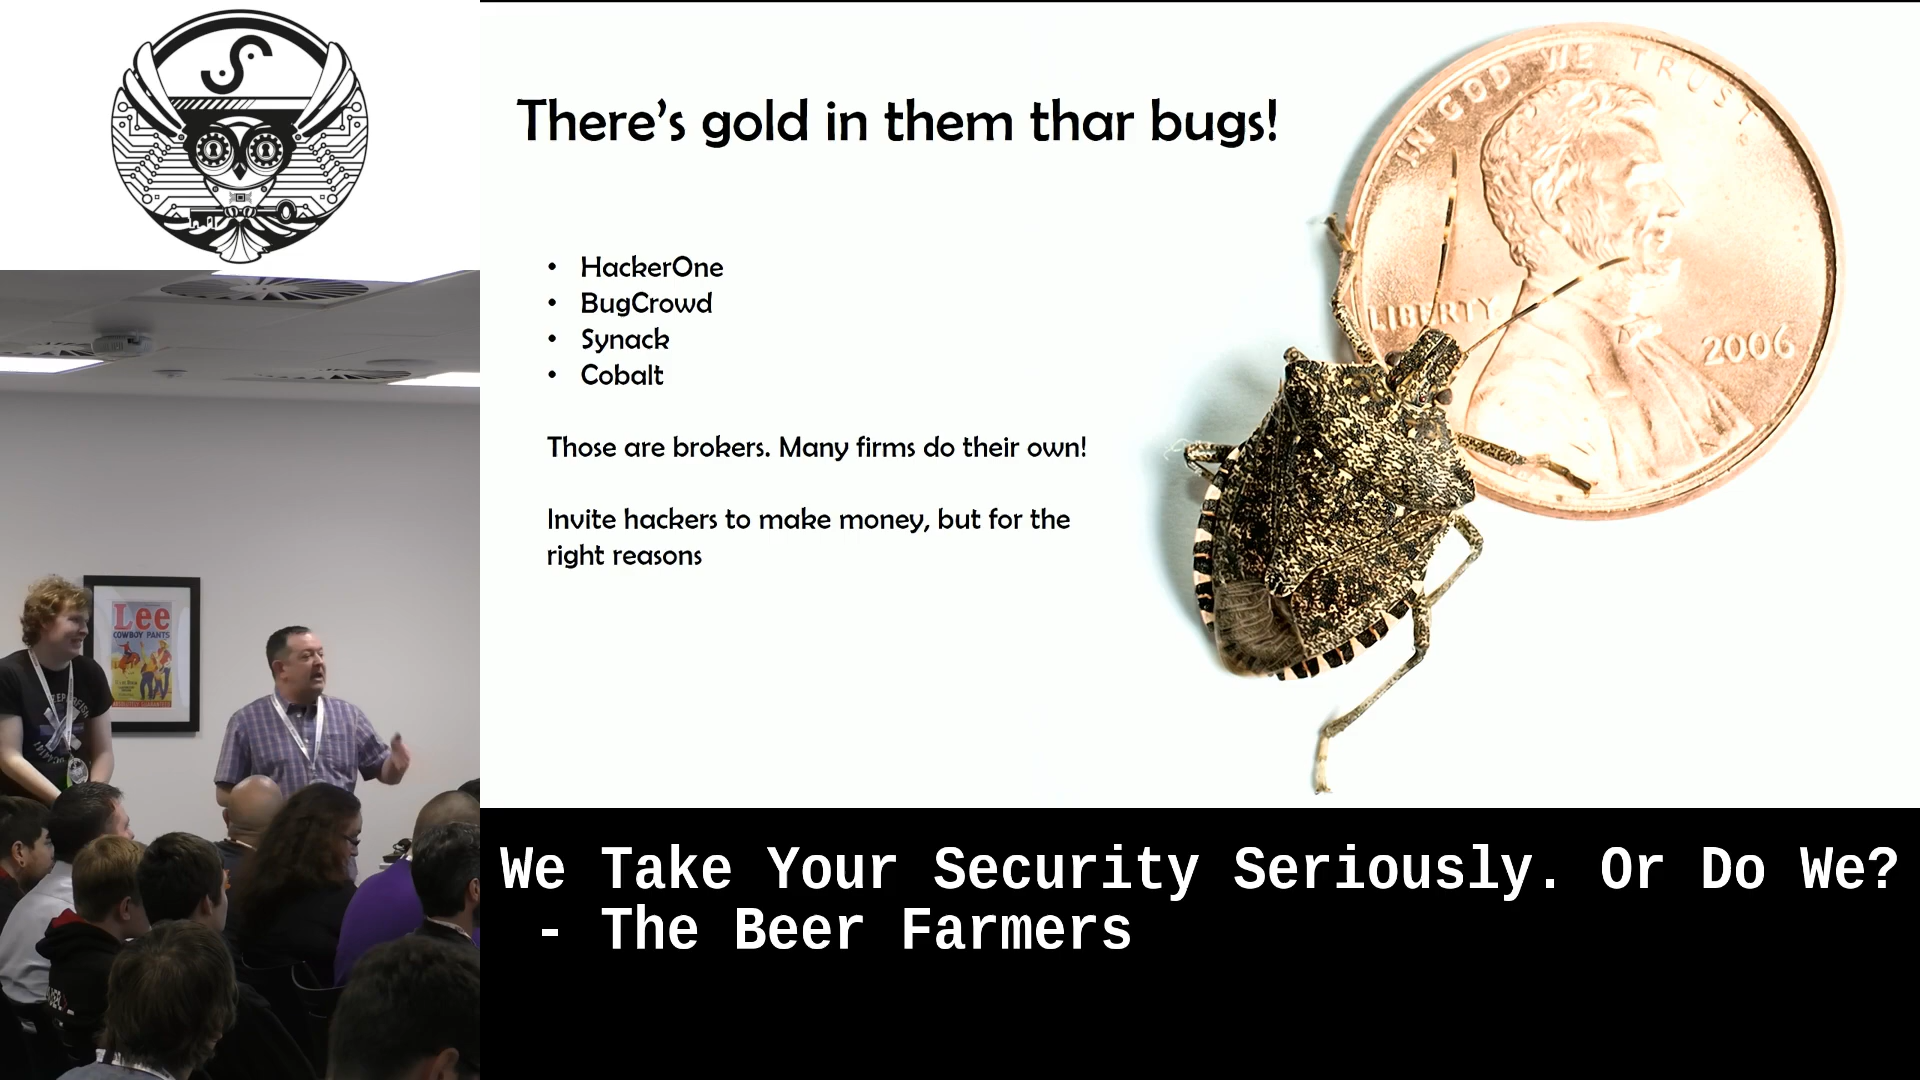 There's gold in them thar bugs!
• HackerOne
• BugCrowd
• Synack
• Cobalt
Those are brokers. Many firms do their own!
Invite hackers to make money, but for the
right reasons
IN GOD WE TRUST
LIBERTY
2006
Lee
COWBOY PANTS
We Take Your Security Seriously. Or Do We?
- The Beer Farmers